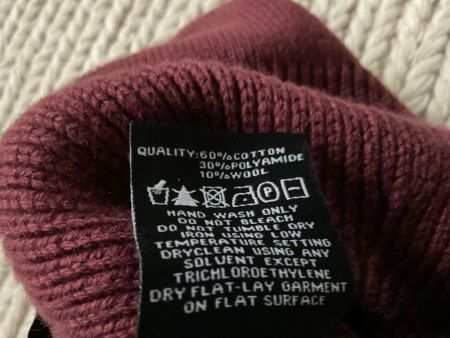 QUALITY: 60%COTTON
30%POLYAMIDE
10%WOOL
P
HAND WASH ONLY
DO NOT BLEACH
DO NOT TUMBLE DRY
IRON USING LOW
TEMPERATURE SETTING
DRYCLEAN USING ANY
SOLVENT EXCEPT
TRICHLOROETHYLENE
DRY FLAT-LAY GARMENT
ON FLAT SURFACE